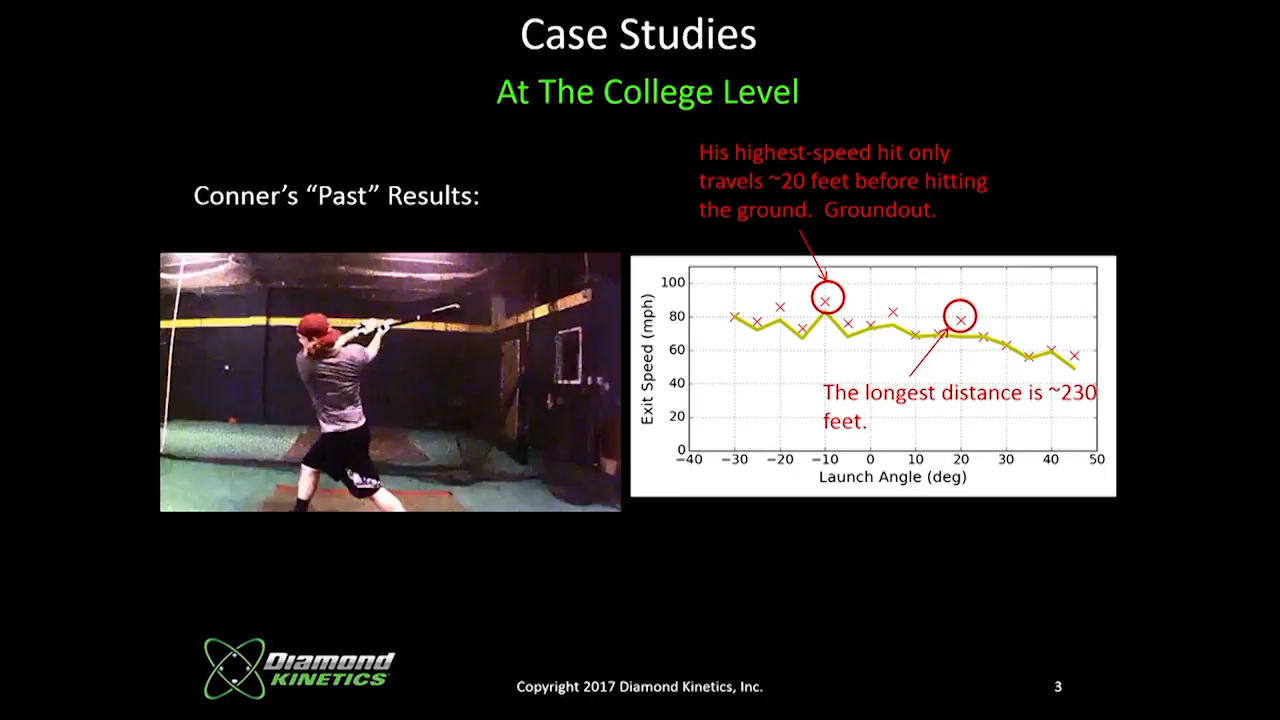 Case Studies
At The College Level
His highest-speed hit only
travels ~20 feet before hitting
the ground.  Groundout.
Conner's “Past” Results:
100
80
60
40
20
0
Exit Speed (mph)
The longest distance is ~230
feet.
−40 −30 −20 −10 0 10 20 30 40 50
Launch Angle (deg)
Diamond
KINETICS
Copyright 2017 Diamond Kinetics, Inc.
3